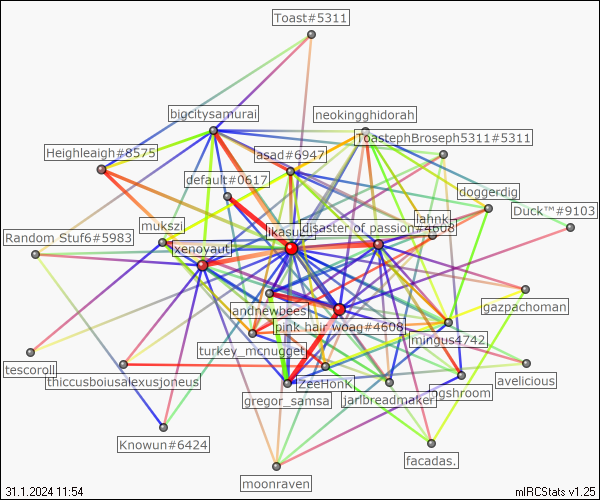 Toast#5311
bigcitysamurai
neokingghidorah
ToastephBroseph5311#5311
Heighleaigh#8575
asad#6947
default#0617
doggerdig
lahnk
Duck™#9103
mukszi
ikasu
disaster of passion#4608
Random Stuf6#5983
xenoyaut
andnewbees
gazpachoman
pink hair woag#4608
mingus4742
turkey_mcnugget
tescoroll
thiccusboiusalexusjoneus
ZeeHonK
avelicious
gregor_samsa
jarlbreadmaker
ogshroom
Knowun#6424
facadas.
moonraven
31.1.2024 11:54
mIRCStats v1.25